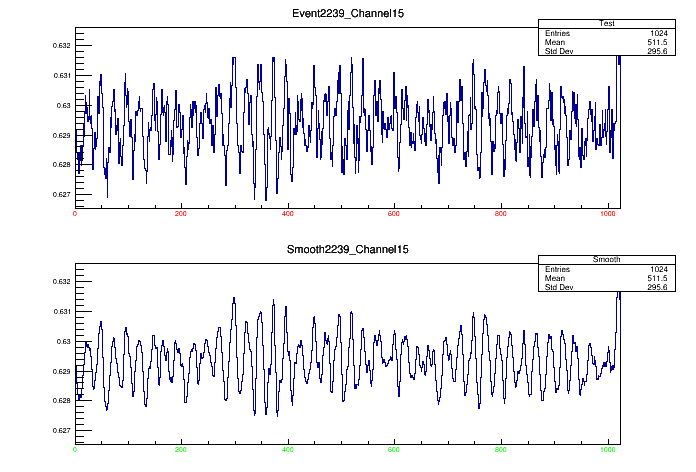 Event2239_Channel15
Test
Entries 1024
Mean 511.5
Std Dev 295.6
0.632
0.631
0.63
0.629
0.628
0.627
0 200 400 600 800 1000
Smooth2239_Channel15
Smooth
Entries 1024
Mean 511.5
Std Dev 295.6
0.632
0.631
0.63
0.629
0.628
0.627
0 200 400 600 800 1000